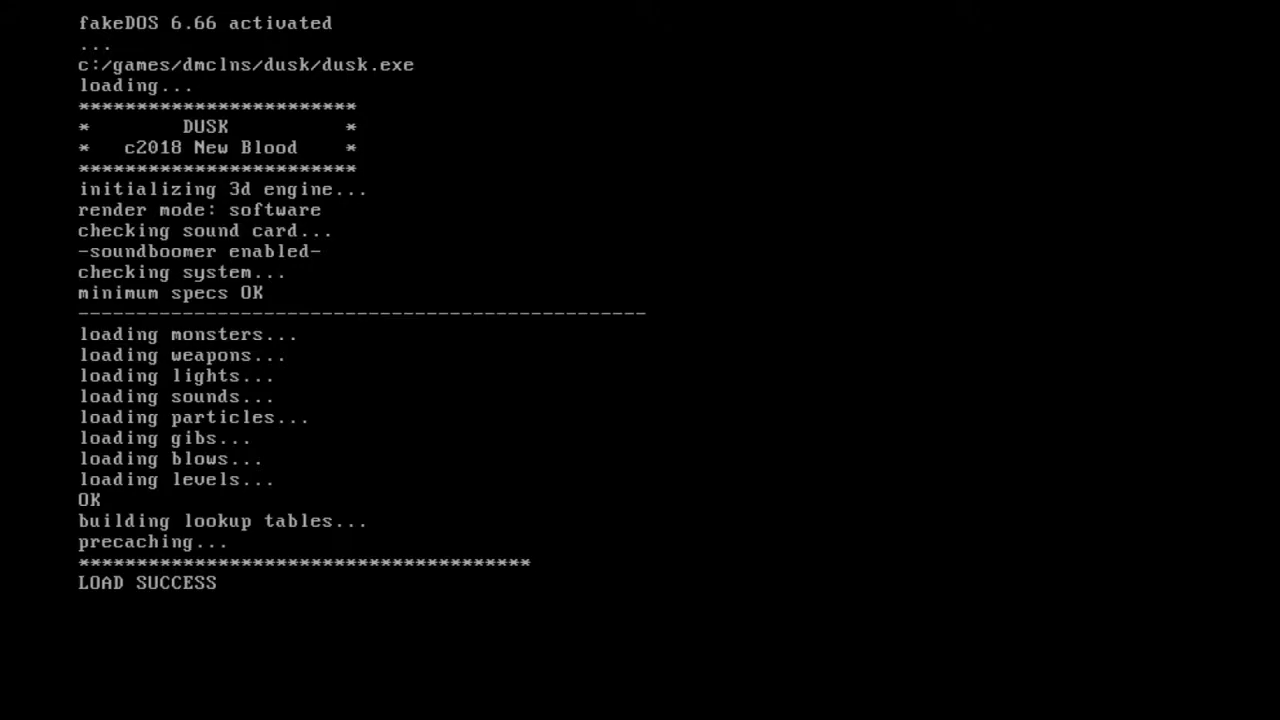 fakeDOS 6.66 activated
...
c:/games/dmclns/dusk/dusk.exe
loading...
************************
*        DUSK          *
*   c2018 New Blood    *
************************
initializing 3d engine...
render mode: software
checking sound card...
-soundboomer enabled-
checking system...
minimum specs OK
-------------------------------------------------
loading monsters...
loading weapons...
loading lights...
loading sounds...
loading particles...
loading gibs...
loading blows...
loading levels...
OK
building lookup tables...
precaching...
***************************************
LOAD SUCCESS